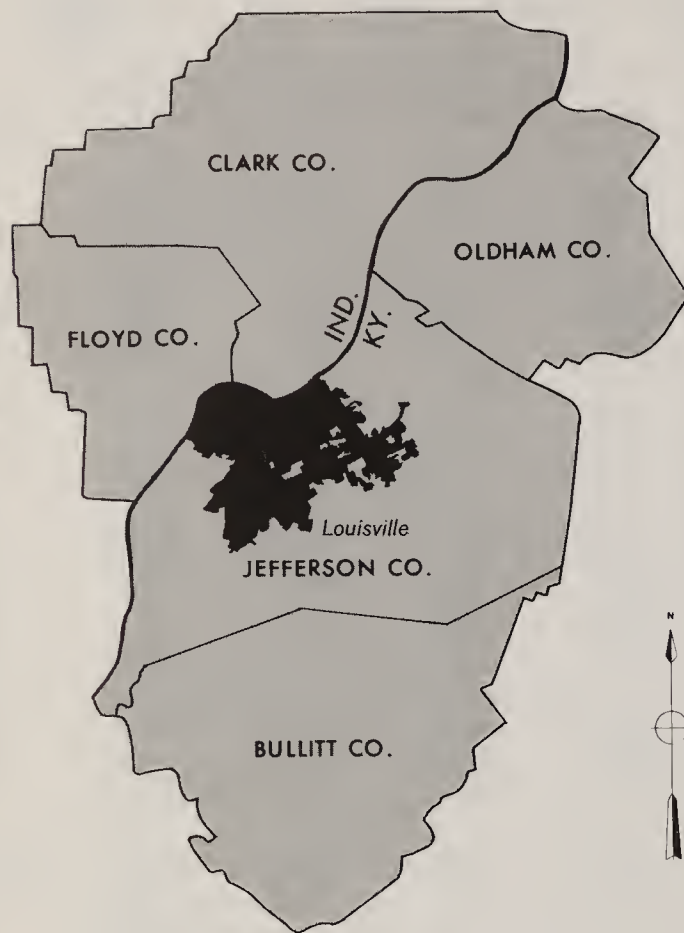 CLARK CO.
OLDHAM CO.
IND.
KY.
FLOYD CO.
Louisville
JEFFERSON CO.
N
BULLITT CO.